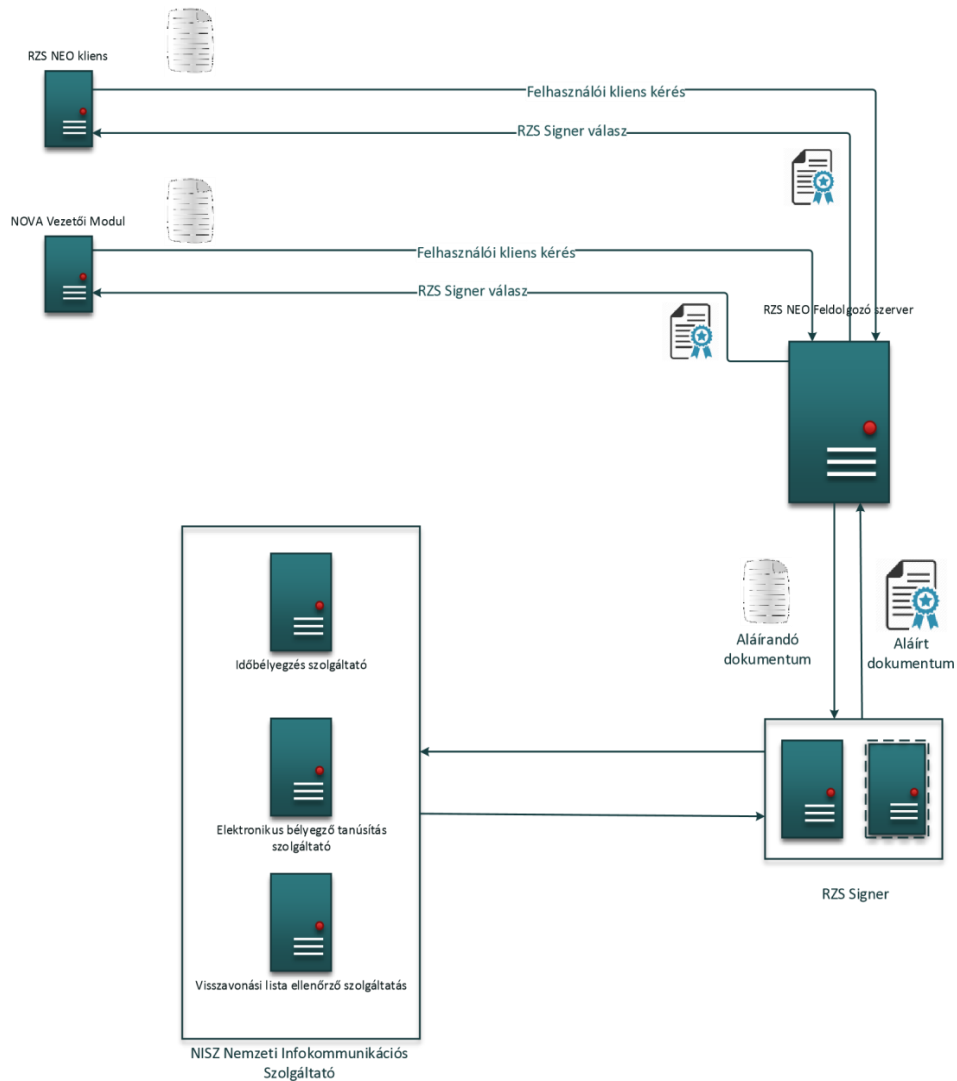 RZS NEO kliens
Felhasználói kliens kérés
RZS Signer válasz
NOVA Vezetői Modul
Felhasználói kliens kérés
RZS Signer válasz
RZS NEO Feldolgozó szerver
Aláírandó
dokumentum
Aláírt
dokumentum
Időbélyegzés szolgáltató
Elektronikus bélyegző tanúsítás
szolgáltató
Visszavonási lista ellenőrző szolgáltatás
RZS Signer
NISZ Nemzeti Infokommunikációs
Szolgáltató